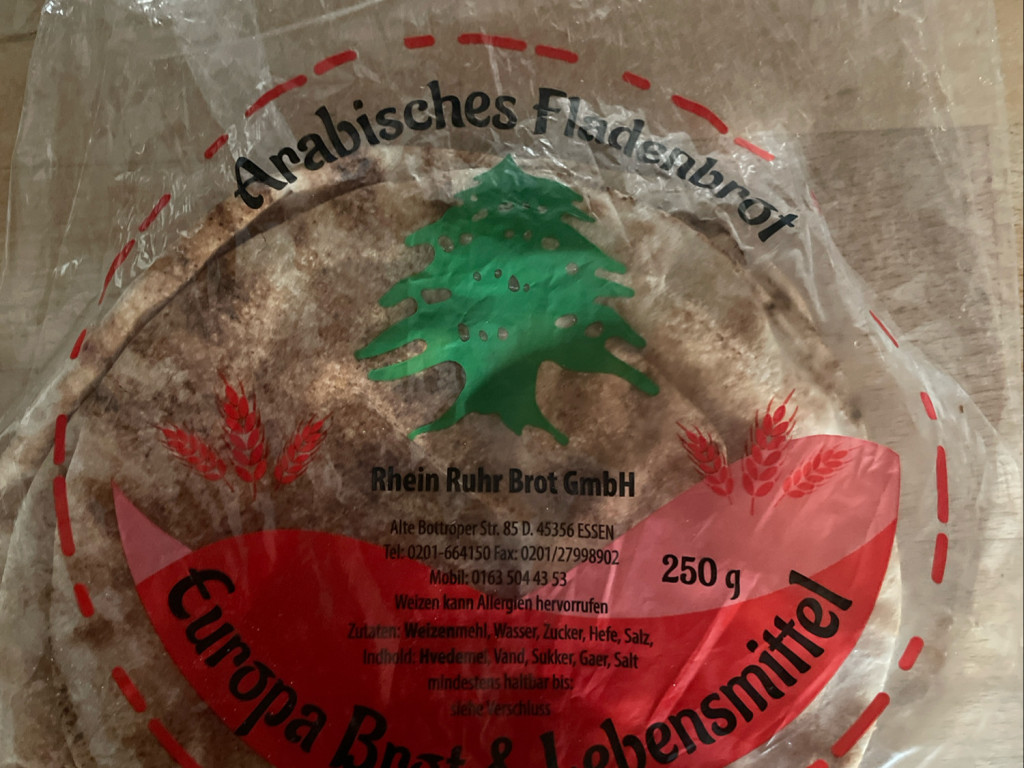 Arabisches Fladenbrot
Rhein Ruhr Brot GmbH
Alte Bottroper Str. 85 D. 45356 ESSEN
Tel: 0201-664150 Fax: 0201/27998902
Mobil: 0163 504 43 53
250 g
Weizen kann Allergien hervorrufen
Zutaten: Weizenmehl, Wasser, Zucker, Hefe, Salz,
Indhold: Hvedemel, Vand, Sukker, Gaer, Salt
mindestens haltbar bis:
siehe Verschluss
Europa Brot & Lebensmittel